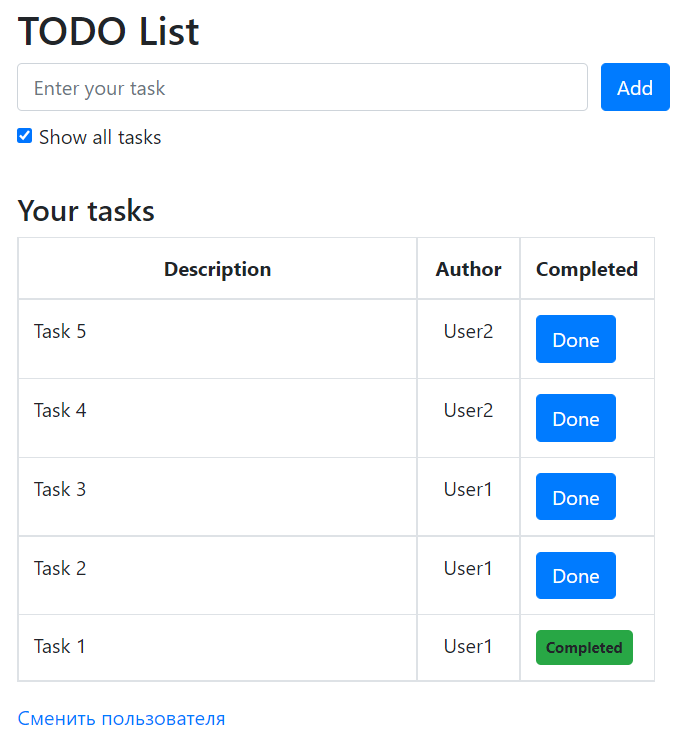 TODO List
Enter your task
Add
Show all tasks
Your tasks
Description Author Completed
Task 5 User2 Done
Task 4 User2 Done
Task 3 User1 Done
Task 2 User1 Done
Task 1 User1 Completed
Сменить пользователя